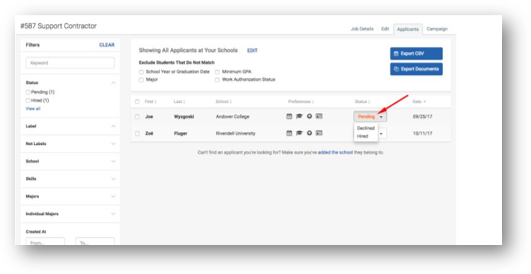 #587 Support Contractor
Job Details Edit Applicants Campaign
Filters CLEAR
Keyword
Status
Pending (1)
Hired (1)
View all
Label
Not Labels
School
Skills
Majors
Individual Majors
Created At
From... To...
Showing All Applicants at Your Schools EDIT
Exclude Students That Do Not Match
School Year or Graduation Date Minimum GPA
Major Work Authorization Status
Export CSV
Export Documents
First Last School Preferences Status Date
Joe Wyzgoski Andover College Pending 09/25/17
Declined
Hired
Zoë Fluger Rivendell University 10/11/17
Can't find an applicant you're looking for? Make sure you've added the school they belong to.